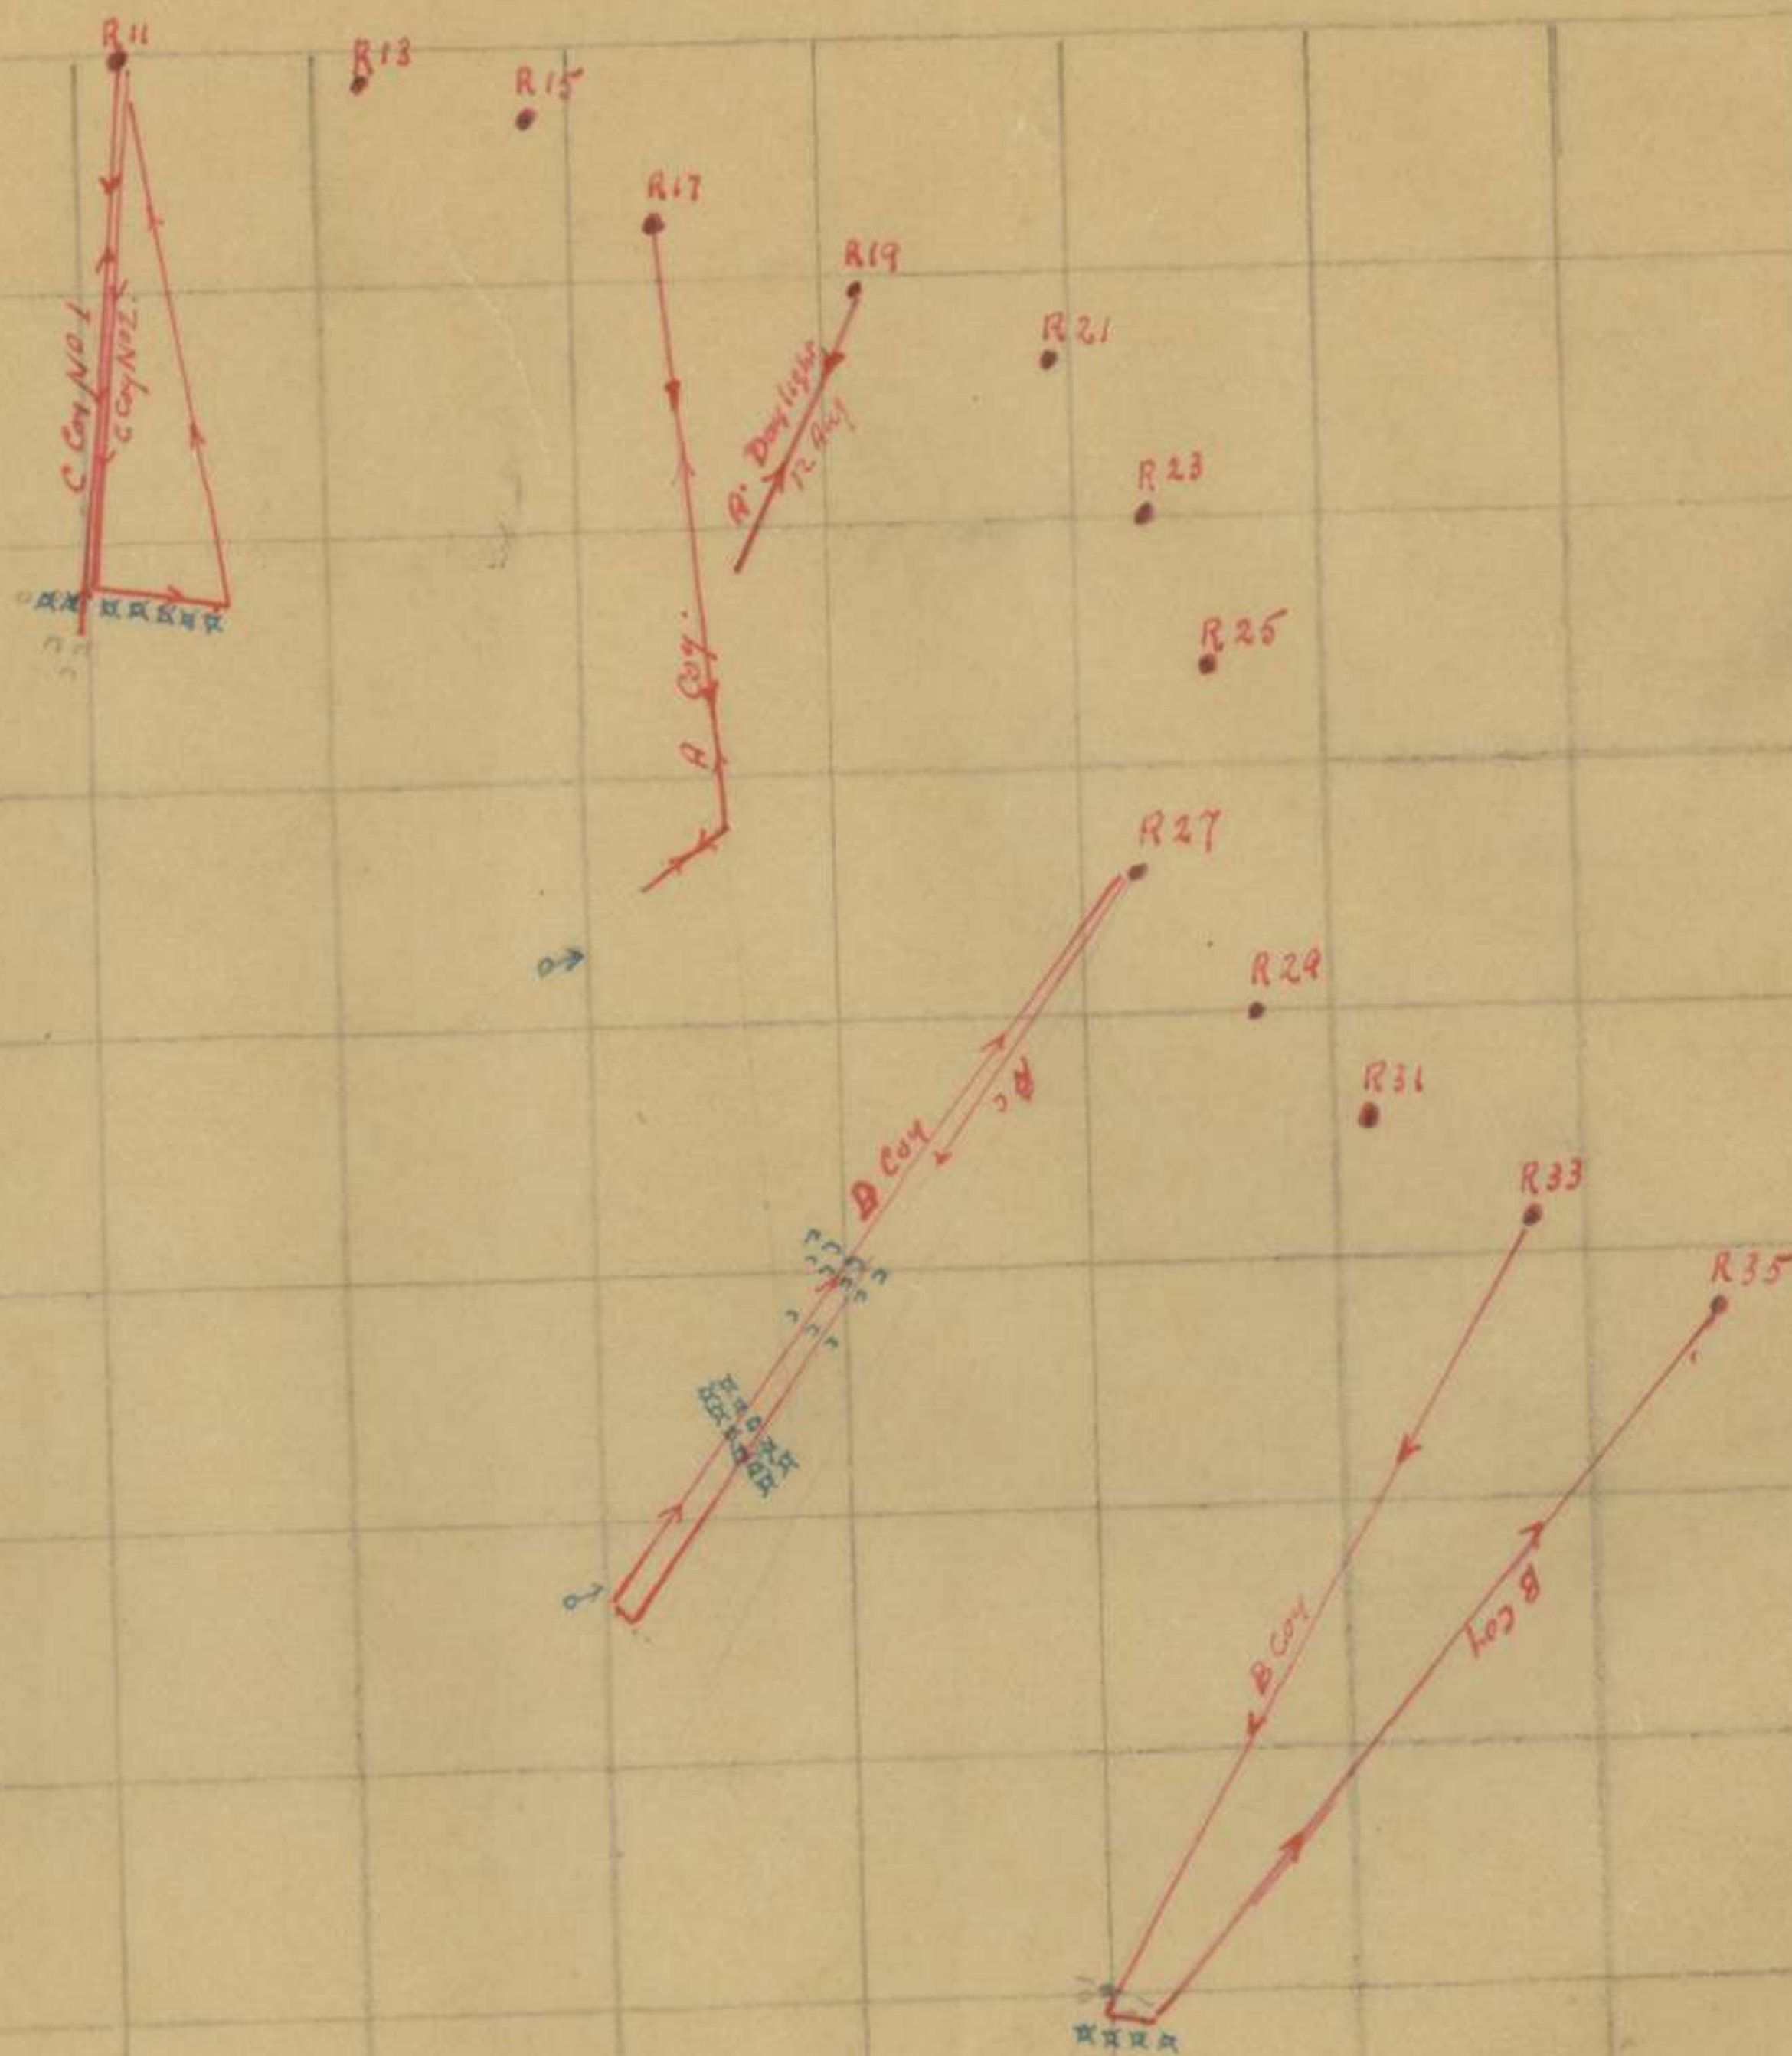 R11
R13
R15
R17
R19
R21
R23
R25
R27
R29
R31
R33
R35
C Coy No 1
C Coy No 2
A Coy.
Daylight
D Coy
B Coy
B Coy